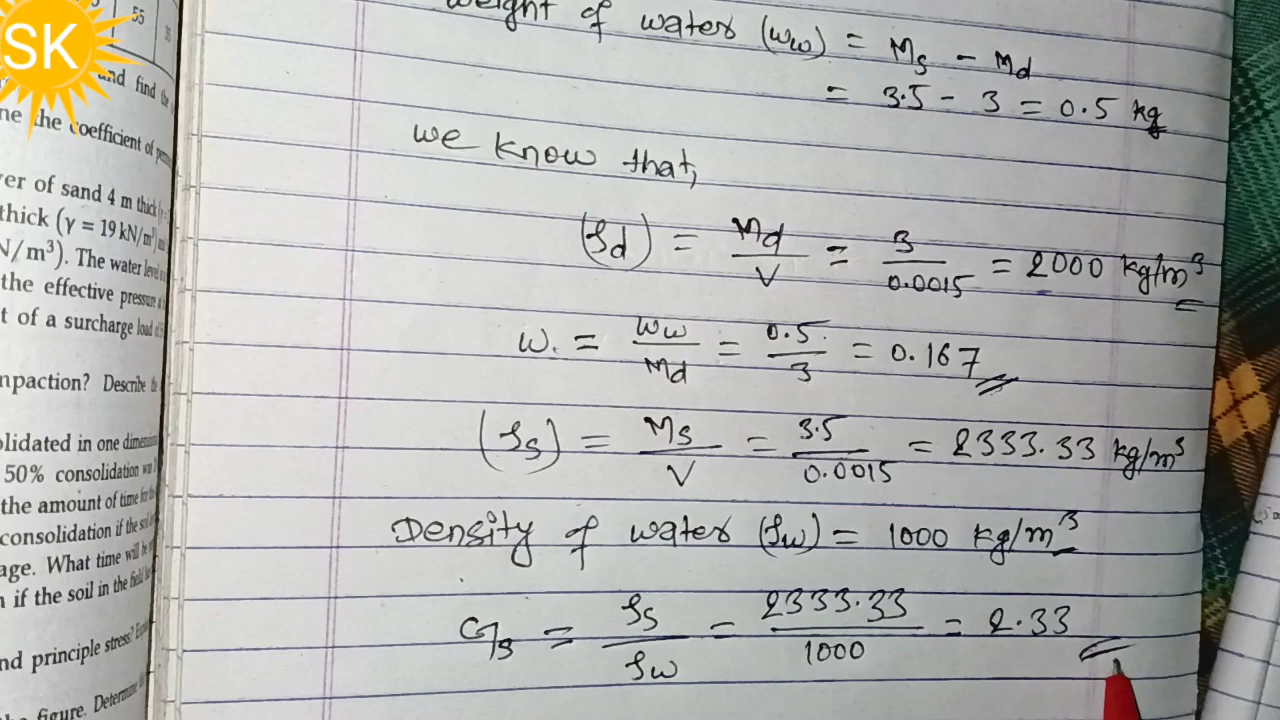 SK
55
and find the
ne the coefficient of
er of sand 4 m thick
thick (γ = 19 kN/m³)
N/m³). The water level
the effective pressure
t of a surcharge load
mpaction? Describe
olidated in one
50% consolidation
the amount of time for
consolidation if the soil
age. What time will be
if the soil in the field
nd principle stress?
figure. Determine
weight of water (ww) = Ms - Md
= 3.5 - 3 = 0.5 kg
we know that,
(ρd) = Md/V = 3/0.0015 = 2000 kg/m³
w. = ww/Md = 0.5/3 = 0.167
(ρs) = Ms/V = 3.5/0.0015 = 2333.33 kg/m³
Density of water (ρw) = 1000 kg/m³
Gs = ρs/ρw = 2333.33/1000 = 2.33